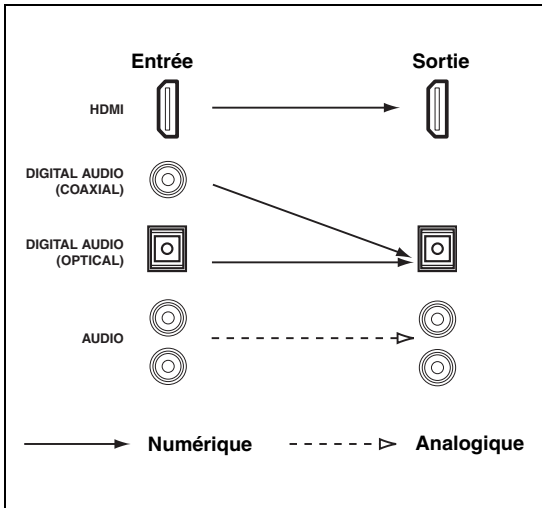 Entrée Sortie
HDMI
DIGITAL AUDIO
(COAXIAL)
DIGITAL AUDIO
(OPTICAL)
AUDIO
Numérique Analogique